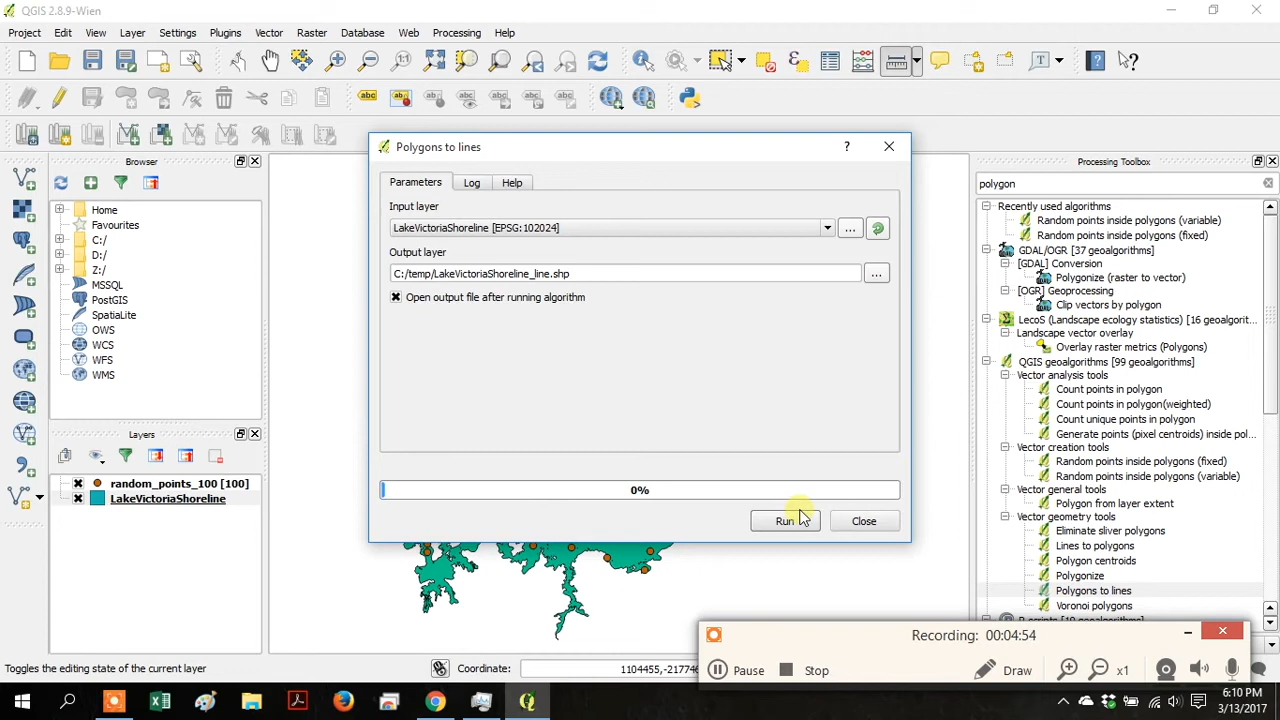 QGIS 2.8.9-Wien
Project Edit View Layer Settings Plugins Vector Raster Database Web Processing Help
Browser
Home
Favourites
C:/
D:/
Z:/
MSSQL
PostGIS
SpatiaLite
OWS
WCS
WFS
WMS
Layers
random_points_100 [100]
LakeVictoriaShoreline
Polygons to lines
Parameters Log Help
Input layer
LakeVictoriaShoreline [EPSG:102024]
Output layer
C:/temp/LakeVictoriaShoreline_line.shp
Open output file after running algorithm
0%
Run Close
Processing Toolbox
polygon
Recently used algorithms
Random points inside polygons (variable)
Random points inside polygons (fixed)
GDAL/OGR [37 geoalgorithms]
[GDAL] Conversion
Polygonize (raster to vector)
[OGR] Geoprocessing
Clip vectors by polygon
LecoS (Landscape ecology statistics) [16 geoalgorit...
Landscape vector overlay
Overlay raster metrics (Polygons)
QGIS geoalgorithms [99 geoalgorithms]
Vector analysis tools
Count points in polygon
Count points in polygon(weighted)
Count unique points in polygon
Generate points (pixel centroids) inside pol...
Vector creation tools
Random points inside polygons (fixed)
Random points inside polygons (variable)
Vector general tools
Polygon from layer extent
Vector geometry tools
Eliminate sliver polygons
Lines to polygons
Polygon centroids
Polygonize
Polygons to lines
Voronoi polygons
Recording: 00:04:54
Pause Stop Draw x1
Toggles the editing state of the current layer
Coordinate:
6:10 PM
3/13/2017